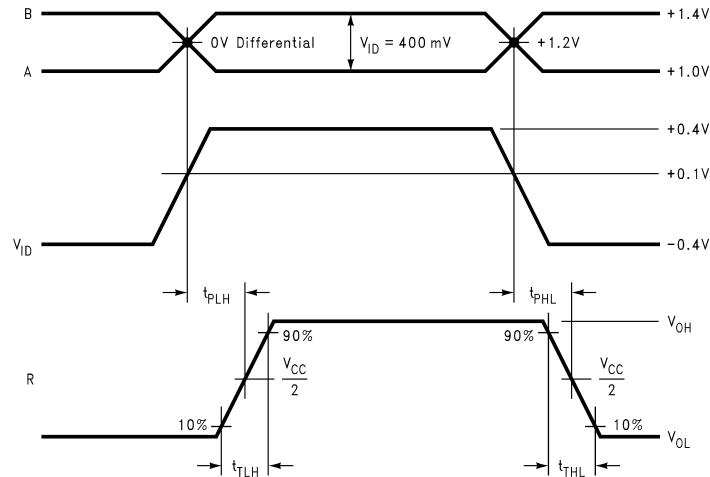 B +1.4V
0V Differential V_ID = 400 mV +1.2V
A +1.0V
+0.4V
+0.1V
V_ID -0.4V
t_PLH t_PHL
V_OH
90% 90%
R V_CC/2 V_CC/2
10% 10%
V_OL
t_TLH t_THL